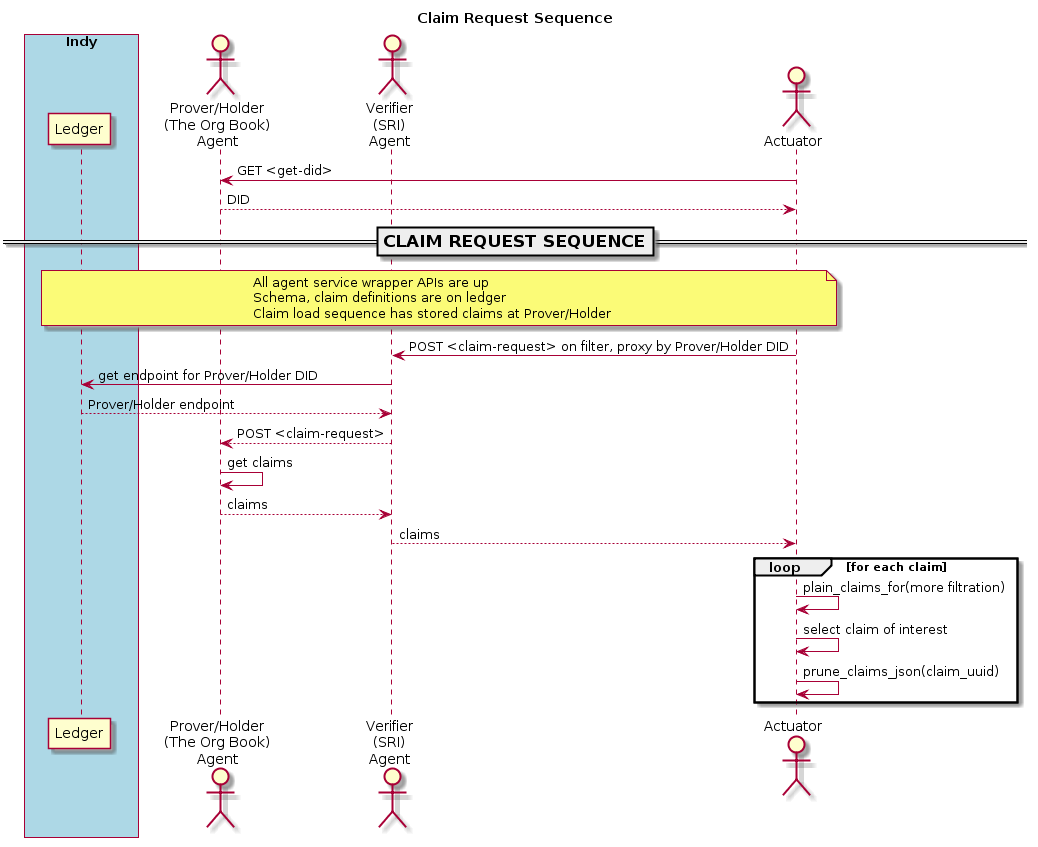 Claim Request Sequence
Indy
Ledger
Prover/Holder
(The Org Book)
Agent
Verifier
(SRI)
Agent
Actuator
GET <get-did>
DID
CLAIM REQUEST SEQUENCE
All agent service wrapper APIs are up
Schema, claim definitions are on ledger
Claim load sequence has stored claims at Prover/Holder
POST <claim-request> on filter, proxy by Prover/Holder DID
get endpoint for Prover/Holder DID
Prover/Holder endpoint
POST <claim-request>
get claims
claims
claims
loop [for each claim]
plain_claims_for(more filtration)
select claim of interest
prune_claims_json(claim_uuid)
Ledger
Prover/Holder
(The Org Book)
Agent
Verifier
(SRI)
Agent
Actuator